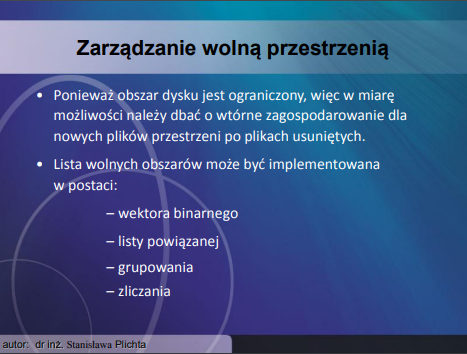 Zarządzanie wolną przestrzenią
• Ponieważ obszar dysku jest ograniczony, więc w miarę
możliwości należy dbać o wtórne zagospodarowanie dla
nowych plików przestrzeni po plikach usuniętych.
• Lista wolnych obszarów może być implementowana
w postaci:
– wektora binarnego
– listy powiązanej
– grupowania
– zliczania
autor: dr inż. Stanisława Plichta